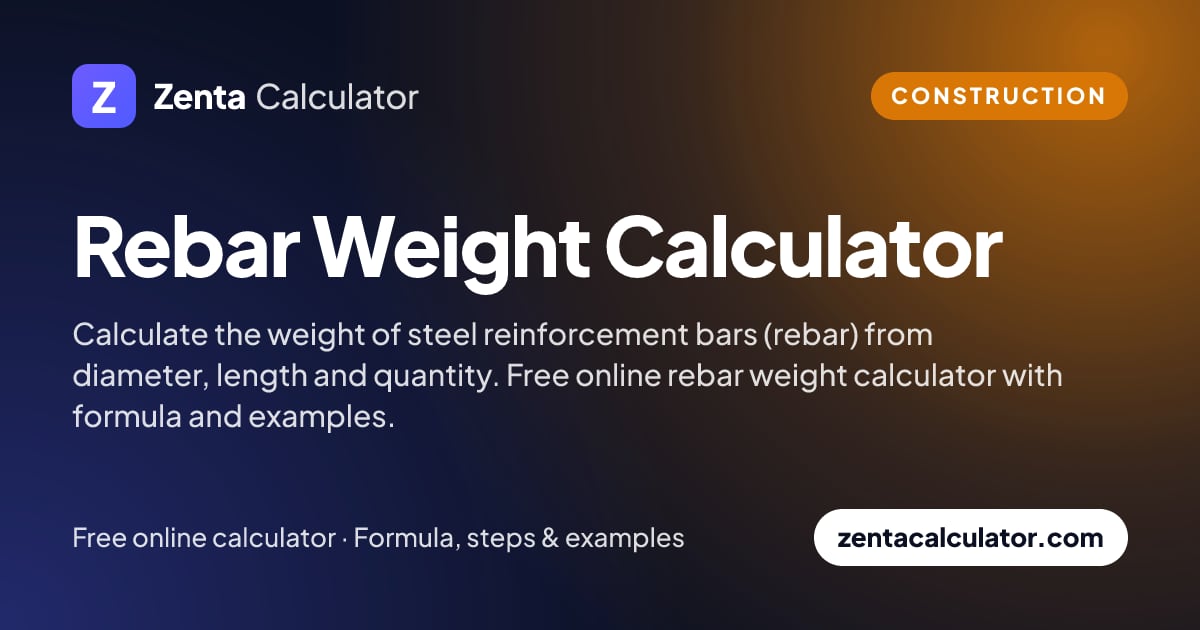 Z
Zenta Calculator
CONSTRUCTION
Rebar Weight Calculator
Calculate the weight of steel reinforcement bars (rebar) from
diameter, length and quantity. Free online rebar weight calculator with
formula and examples.
Free online calculator · Formula, steps & examples
zentacalculator.com